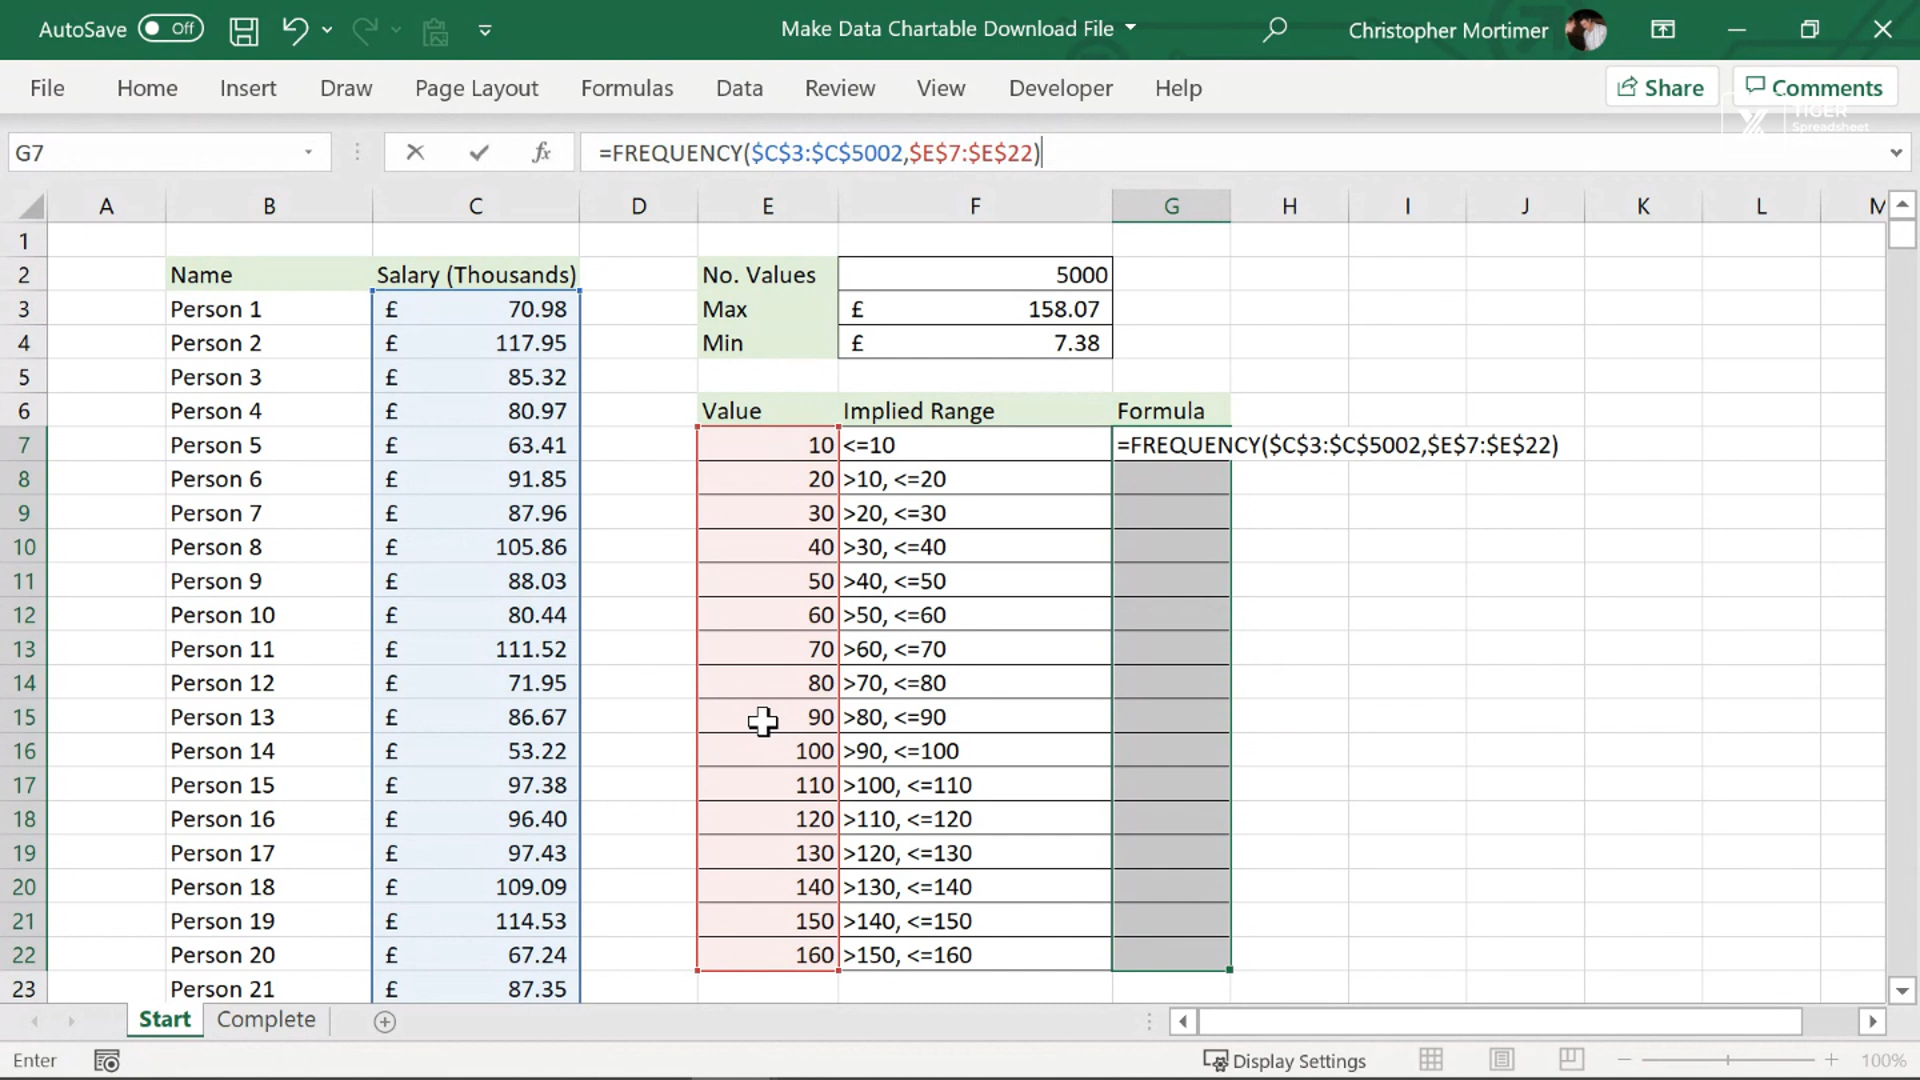 AutoSave Off Make Data Chartable Download File Christopher Mortimer
File Home Insert Draw Page Layout Formulas Data Review View Developer Help Share Comments
TIGER
Spreadsheet
G7 fx =FREQUENCY($C$3:$C$5002,$E$7:$E$22)
A B C D E F G H I J K L M
1
2 Name Salary (Thousands) No. Values 5000
3 Person 1 £ 70.98 Max £ 158.07
4 Person 2 £ 117.95 Min £ 7.38
5 Person 3 £ 85.32
6 Person 4 £ 80.97 Value Implied Range Formula
7 Person 5 £ 63.41 10 <=10 =FREQUENCY($C$3:$C$5002,$E$7:$E$22)
8 Person 6 £ 91.85 20 >10, <=20
9 Person 7 £ 87.96 30 >20, <=30
10 Person 8 £ 105.86 40 >30, <=40
11 Person 9 £ 88.03 50 >40, <=50
12 Person 10 £ 80.44 60 >50, <=60
13 Person 11 £ 111.52 70 >60, <=70
14 Person 12 £ 71.95 80 >70, <=80
15 Person 13 £ 86.67 90 >80, <=90
16 Person 14 £ 53.22 100 >90, <=100
17 Person 15 £ 97.38 110 >100, <=110
18 Person 16 £ 96.40 120 >110, <=120
19 Person 17 £ 97.43 130 >120, <=130
20 Person 18 £ 109.09 140 >130, <=140
21 Person 19 £ 114.53 150 >140, <=150
22 Person 20 £ 67.24 160 >150, <=160
23 Person 21 £ 87.35
Start Complete
Enter Display Settings 100%